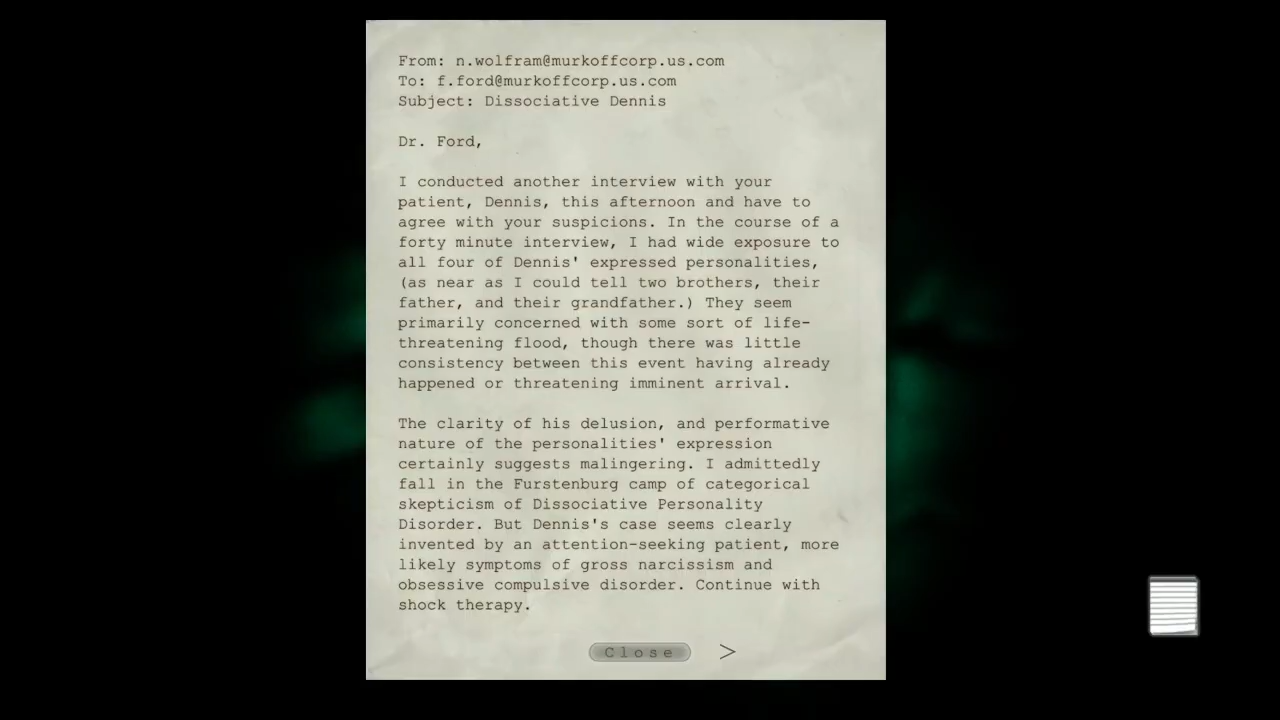 From: n.wolfram@murkoffcorp.us.com
To: f.ford@murkoffcorp.us.com
Subject: Dissociative Dennis
Dr. Ford,
I conducted another interview with your
patient, Dennis, this afternoon and have to
agree with your suspicions. In the course of a
forty minute interview, I had wide exposure to
all four of Dennis' expressed personalities,
(as near as I could tell two brothers, their
father, and their grandfather.) They seem
primarily concerned with some sort of life-
threatening flood, though there was little
consistency between this event having already
happened or threatening imminent arrival.
The clarity of his delusion, and performative
nature of the personalities' expression
certainly suggests malingering. I admittedly
fall in the Furstenburg camp of categorical
skepticism of Dissociative Personality
Disorder. But Dennis's case seems clearly
invented by an attention-seeking patient, more
likely symptoms of gross narcissism and
obsessive compulsive disorder. Continue with
shock therapy.
Close >